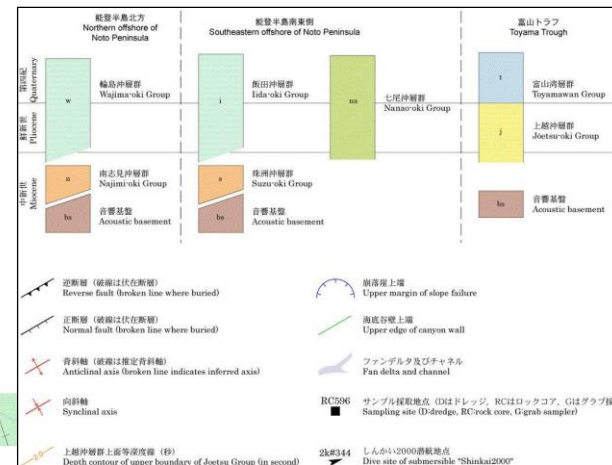 能登半島北方
Northern offshore of
Noto Peninsula
能登半島南東側
Southeastern offshore of Noto Peninsula
富山トラフ
Toyama Trough
第四紀
Quaternary
鮮新世
Pliocene
中新世
Miocene
w
輪島沖層群
Wajima-oki Group
n
南志見沖層群
Najimi-oki Group
bs
音響基盤
Acoustic basement
i
飯田沖層群
Iida-oki Group
na
七尾沖層群
Nanao-oki Group
s
珠洲沖層群
Suzu-oki Group
bs
音響基盤
Acoustic basement
t
富山湾層群
Toyamawan Group
j
上越沖層群
Joetsu-oki Group
bs
音響基盤
Acoustic basement
逆断層（破線は伏在断層）
Reverse fault (broken line where buried)
正断層（破線は伏在断層）
Normal fault (broken line where buried)
背斜軸（破線は推定背斜軸）
Anticlinal axis (broken line indicates inferred axis)
向斜軸
Synclinal axis
2.0
上越沖層群上面等深度線（秒）
Depth contour of upper boundary of Joetsu Group (in second)
崩落崖上端
Upper margin of slope failure
海底谷壁上端
Upper edge of canyon wall
ファンデルタ及びチャネル
Fan delta and channel
RC596
サンプル採取地点（Dはドレッジ、RCはロックコア、Gはグラブ採
Sampling site (D:dredge, RC:rock core, G:grab sampler)
2k#344
しんかい2000潜航地点
Dive site of submersible "Shinkai2000"